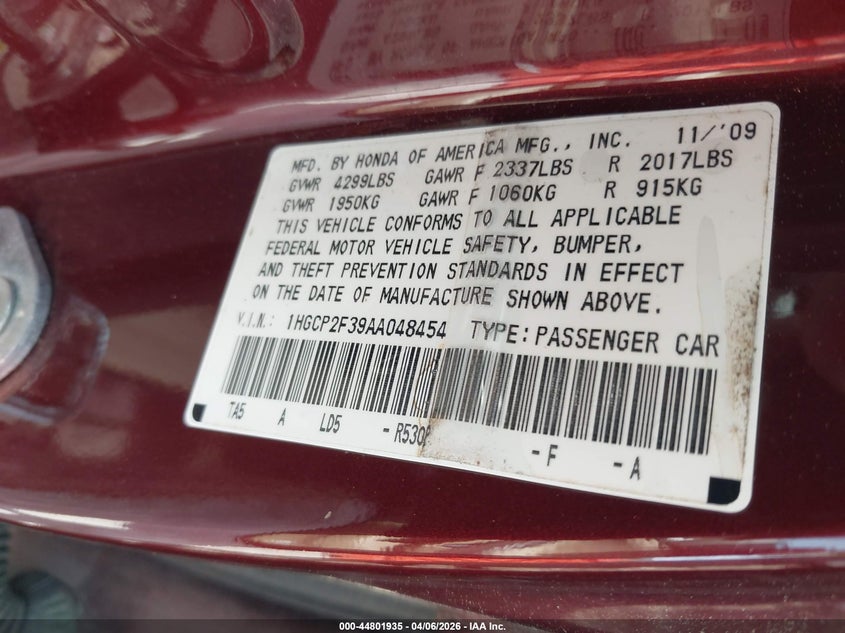 MFD. BY HONDA OF AMERICA MFG., INC. 11/'09
GVWR 4299LBS GAWR F 2337LBS R 2017LBS
GVWR 1950KG GAWR F 1060KG R 915KG
THIS VEHICLE CONFORMS TO ALL APPLICABLE
FEDERAL MOTOR VEHICLE SAFETY, BUMPER,
AND THEFT PREVENTION STANDARDS IN EFFECT
ON THE DATE OF MANUFACTURE SHOWN ABOVE.
V.I.N.: 1HGCP2F39AA048454 TYPE:PASSENGER CAR
TA5 A LD5 -R530P -F -A
000-44801935 - 04/06/2026 - IAA Inc.